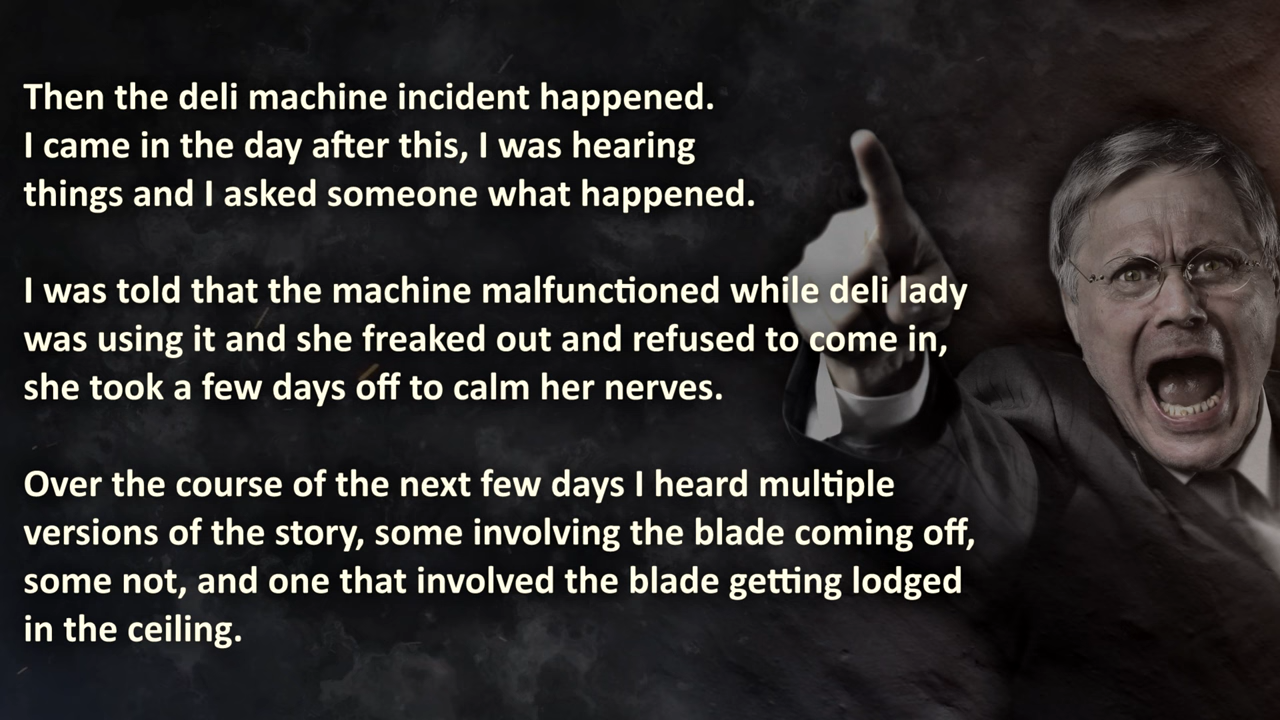 Then the deli machine incident happened.
I came in the day after this, I was hearing
things and I asked someone what happened.
I was told that the machine malfunctioned while deli lady
was using it and she freaked out and refused to come in,
she took a few days off to calm her nerves.
Over the course of the next few days I heard multiple
versions of the story, some involving the blade coming off,
some not, and one that involved the blade getting lodged
in the ceiling.